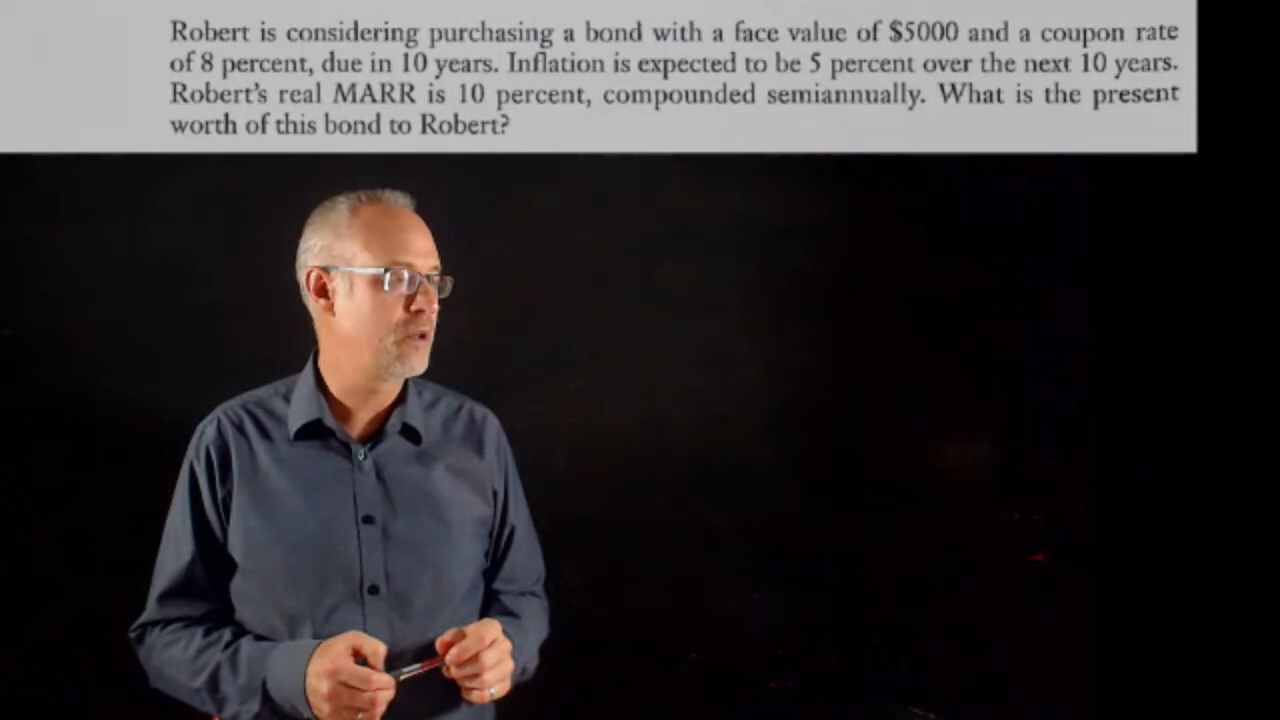 Robert is considering purchasing a bond with a face value of $5000 and a coupon rate
of 8 percent, due in 10 years. Inflation is expected to be 5 percent over the next 10 years.
Robert's real MARR is 10 percent, compounded semiannually. What is the present
worth of this bond to Robert?